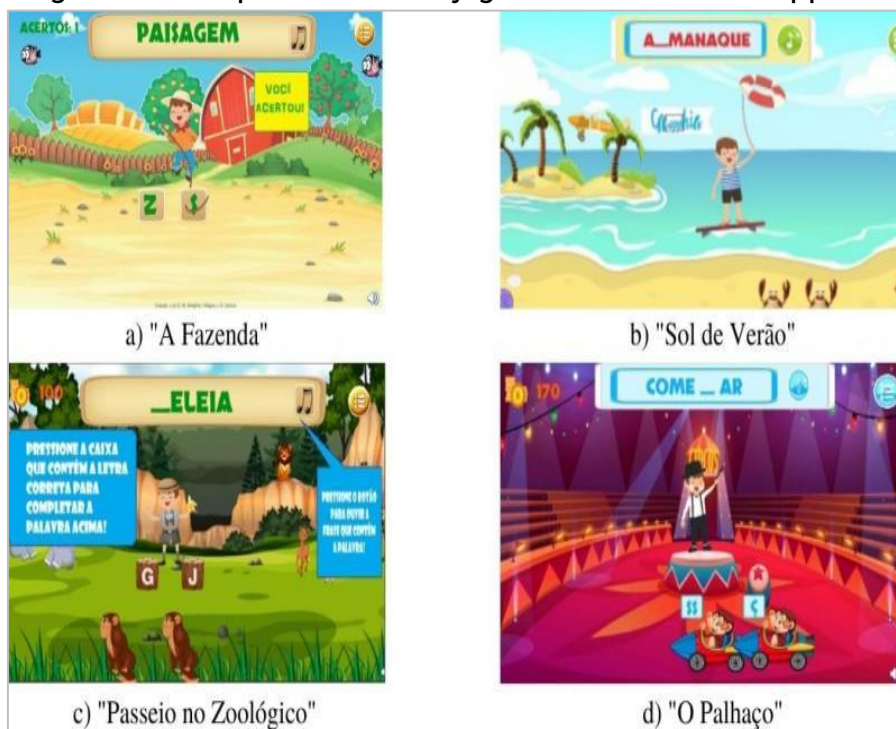 ACERTOS: 1
PAISAGEM
VOCÊ
ACERTOU!
Z S
a) "A Fazenda"
A_MANAQUE
b) "Sol de Verão"
100
_ELEIA
PRESSIONE A CAIXA
QUE CONTÉM A LETRA
CORRETA PARA
COMPLETAR A
PALAVRA ACIMA!
PRESSIONE O BOTÃO
PARA OUVIR A
FRASE QUE CONTÉM
A PALAVRA!
G J
c) "Passeio no Zoológico"
170
COME _ AR
SS Ç
d) "O Palhaço"